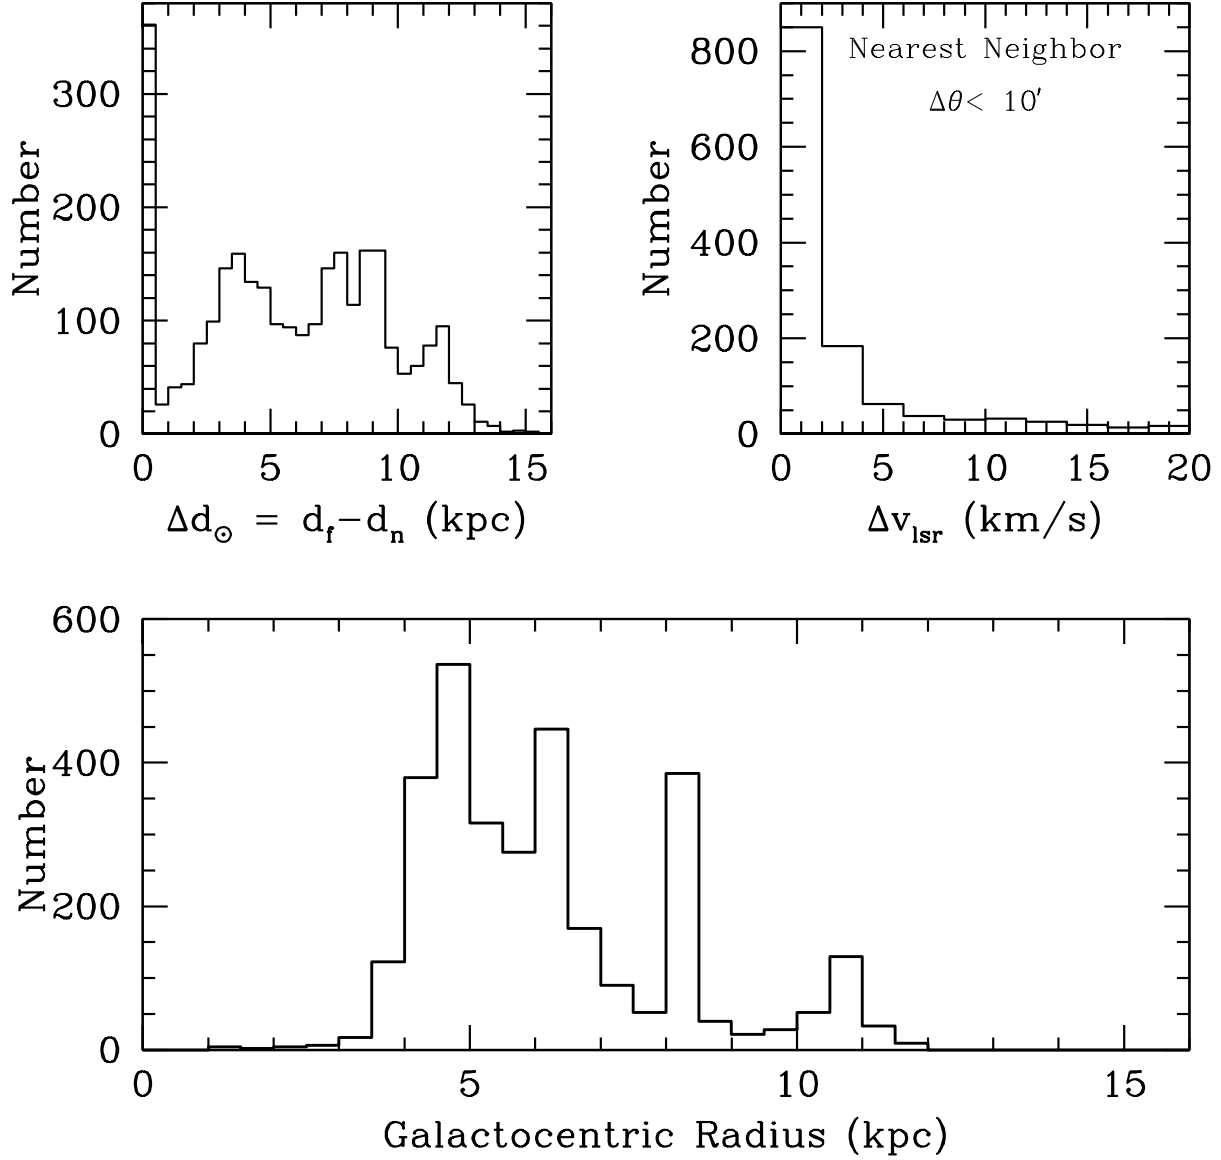 300
200
100
0
Number
0 5 10 15
Δd⊙ = df−dn (kpc)
800
600
400
200
0
Number
Nearest Neighbor
Δθ< 10′
0 5 10 15 20
Δvlsr (km/s)
600
400
200
0
Number
0 5 10 15
Galactocentric Radius (kpc)